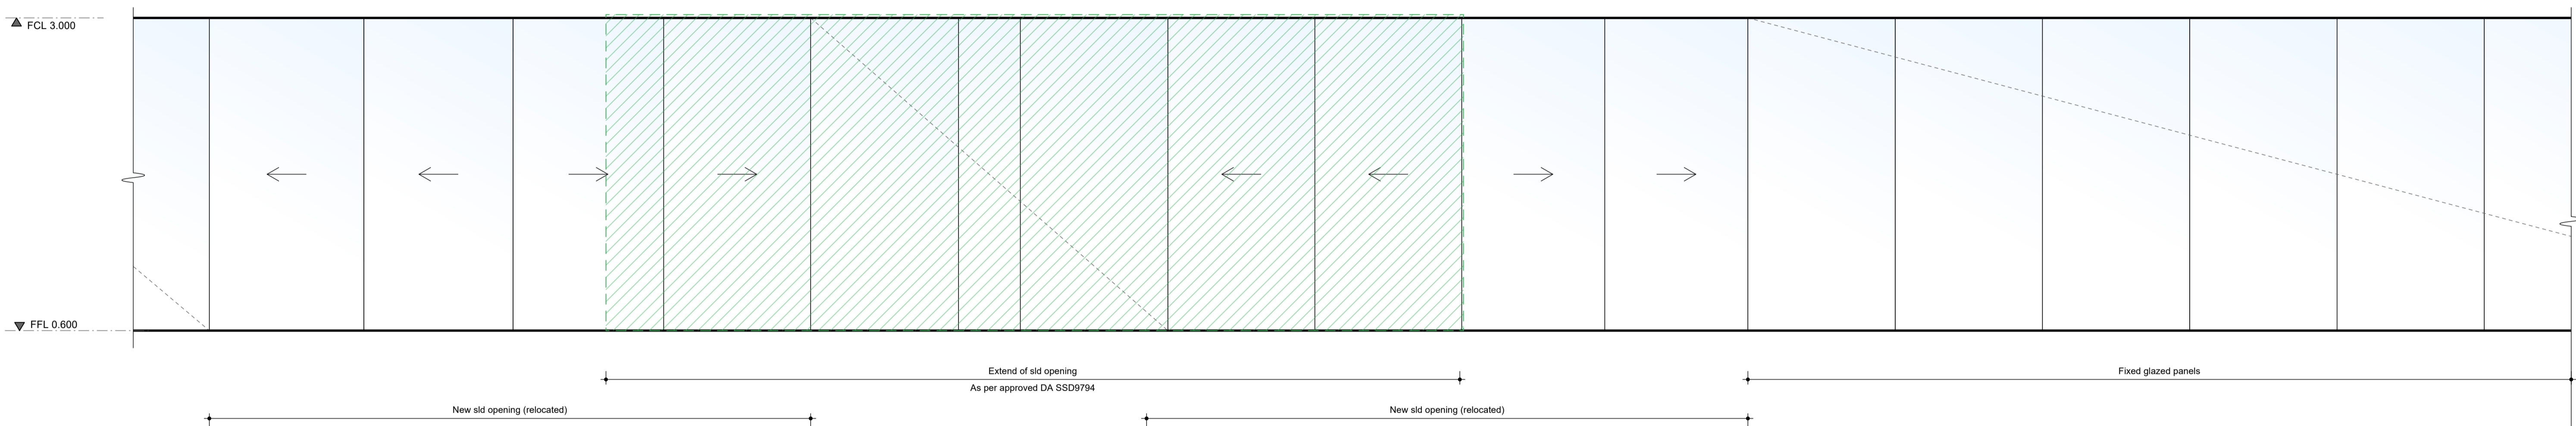 FCL 3.000
FFL 0.600
Extend of sld opening
As per approved DA SSD9794
Fixed glazed panels
New sld opening (relocated)
New sld opening (relocated)